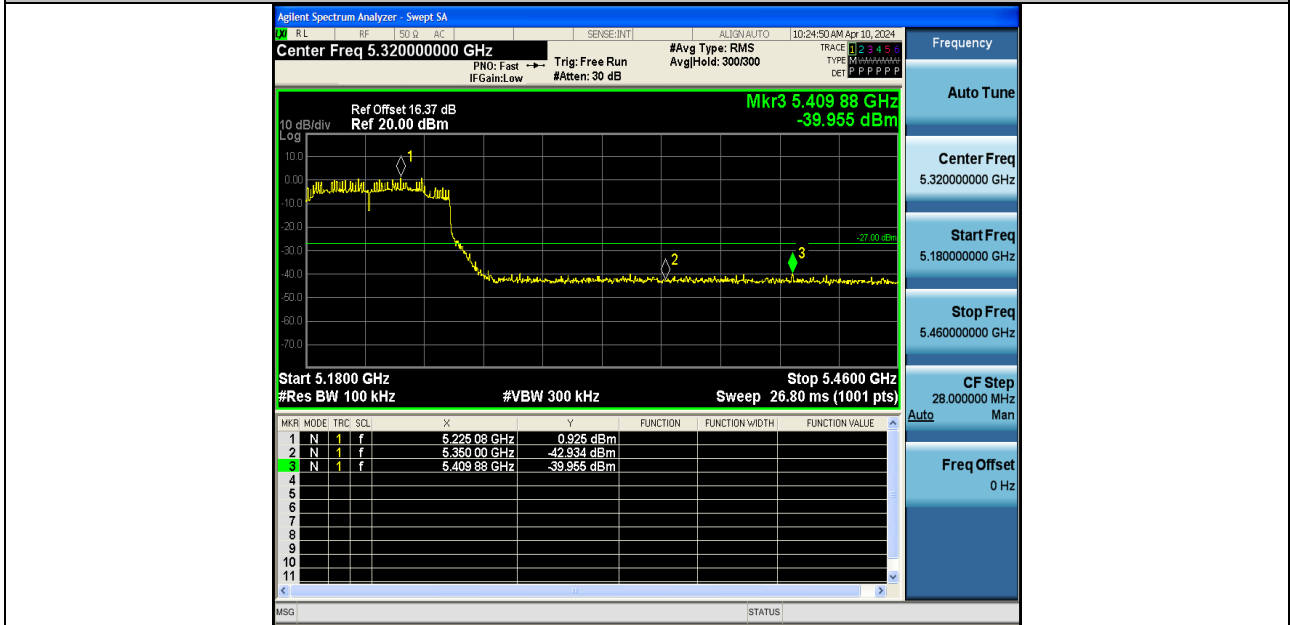 Agilent Spectrum Analyzer - Swept SA
LXI RL RF 50 Ω AC SENSE:INT ALIGNAUTO 10:24:50 AM Apr 10, 2024
Center Freq 5.320000000 GHz
PNO: Fast
IFGain:Low
Trig: Free Run
#Atten: 30 dB
#Avg Type: RMS
Avg|Hold: 300/300
TRACE 1 2 3 4 5 6
TYPE M W W W W W
DET P P P P P P
Mkr3 5.409 88 GHz
-39.955 dBm
Ref Offset 16.37 dB
Ref 20.00 dBm
10 dB/div
Log
10.0
0.00
-10.0
-20.0
-30.0
-40.0
-50.0
-60.0
-70.0
1
2
3
-27.00 dBm
Start 5.1800 GHz
Stop 5.4600 GHz
#Res BW 100 kHz
#VBW 300 kHz
Sweep 26.80 ms (1001 pts)
MKR MODE TRC SCL X Y FUNCTION FUNCTION WIDTH FUNCTION VALUE
1 N 1 f 5.225 08 GHz 0.925 dBm
2 N 1 f 5.350 00 GHz -42.934 dBm
3 N 1 f 5.409 88 GHz -39.955 dBm
4
5
6
7
8
9
10
11
MSG
STATUS
Frequency
Auto Tune
Center Freq
5.320000000 GHz
Start Freq
5.180000000 GHz
Stop Freq
5.460000000 GHz
CF Step
28.000000 MHz
Auto Man
Freq Offset
0 Hz